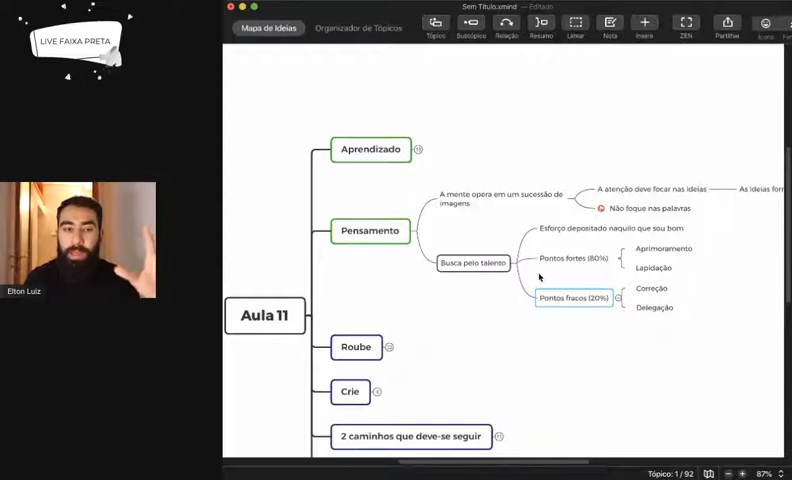 LIVE FAIXA PRETA
Elton Luiz
Sem Título.xmind — Editado
Mapa de Ideias
Organizador de Tópicos
Tópico
Subtópico
Relação
Resumo
Limitar
Nota
Inserir
ZEN
Partilhar
Ícone
Aprendizado
Pensamento
A mente opera em um sucessão de
imagens
A atenção deve focar nas ideias
Não foque nas palavras
Busca pelo talento
Esforço depositado naquilo que sou bom
Pontos fortes (80%)
Aprimoramento
Lapidação
Pontos fracos (20%)
Correção
Delegação
Aula 11
Roube
Crie
2 caminhos que deve-se seguir
Tópico: 1 / 92
87%